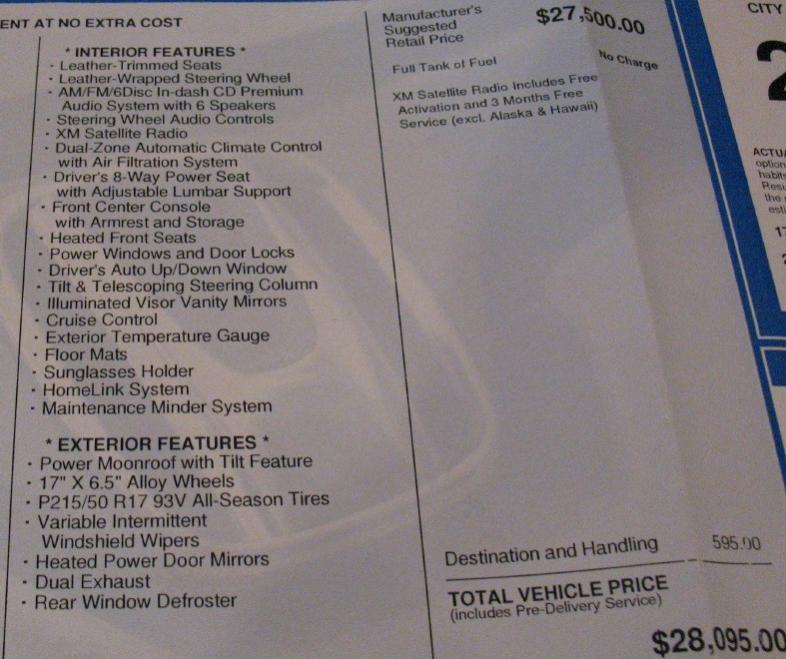 ENT AT NO EXTRA COST
* INTERIOR FEATURES *
· Leather-Trimmed Seats
· Leather-Wrapped Steering Wheel
· AM/FM/6Disc In-dash CD Premium
Audio System with 6 Speakers
· Steering Wheel Audio Controls
· XM Satellite Radio
· Dual-Zone Automatic Climate Control
with Air Filtration System
· Driver's 8-Way Power Seat
with Adjustable Lumbar Support
· Front Center Console
with Armrest and Storage
· Heated Front Seats
· Power Windows and Door Locks
· Driver's Auto Up/Down Window
· Tilt & Telescoping Steering Column
· Illuminated Visor Vanity Mirrors
· Cruise Control
· Exterior Temperature Gauge
· Floor Mats
· Sunglasses Holder
· HomeLink System
· Maintenance Minder System
* EXTERIOR FEATURES *
· Power Moonroof with Tilt Feature
· 17" X 6.5" Alloy Wheels
· P215/50 R17 93V All-Season Tires
· Variable Intermittent
Windshield Wipers
· Heated Power Door Mirrors
· Dual Exhaust
· Rear Window Defroster
Manufacturer's
Suggested
Retail Price $27,500.00
Full Tank of Fuel No Charge
XM Satellite Radio Includes Free
Activation and 3 Months Free
Service (excl. Alaska & Hawaii)
Destination and Handling 595.00
TOTAL VEHICLE PRICE
(includes Pre-Delivery Service)
$28,095.00
CITY
2
ACTUA
option
habits
Resu
the
esti
17